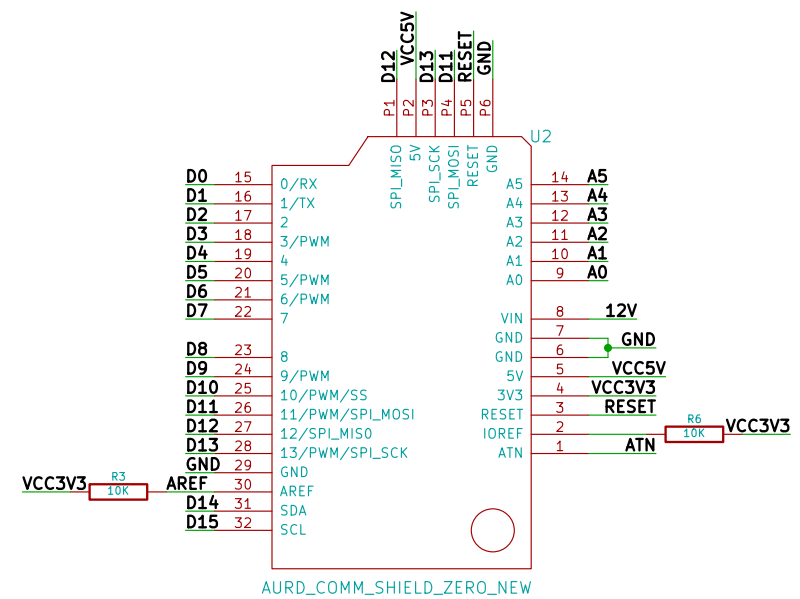 D12 VCC5V D13 D11 RESET GND
P1 P2 P3 P4 P5 P6
U2
SPI_MISO 5V SPI_SCK SPI_MOSI RESET GND
D0 15 0/RX
D1 16 1/TX
D2 17 2
D3 18 3/PWM
D4 19 4
D5 20 5/PWM
D6 21 6/PWM
D7 22 7
D8 23 8
D9 24 9/PWM
D10 25 10/PWM/SS
D11 26 11/PWM/SPI_MOSI
D12 27 12/SPI_MISO
D13 28 13/PWM/SPI_SCK
GND 29 GND
VCC3V3 R3 10K AREF 30 AREF
D14 31 SDA
D15 32 SCL
A5 14 A5
A4 13 A4
A3 12 A3
A2 11 A2
A1 10 A1
A0 9 A0
VIN 8 12V
GND 7
GND
GND 6
5V 5 VCC5V
3V3 4 VCC3V3
RESET 3 RESET
IOREF 2 R6 10K VCC3V3
ATN 1 ATN
AURD_COMM_SHIELD_ZERO_NEW